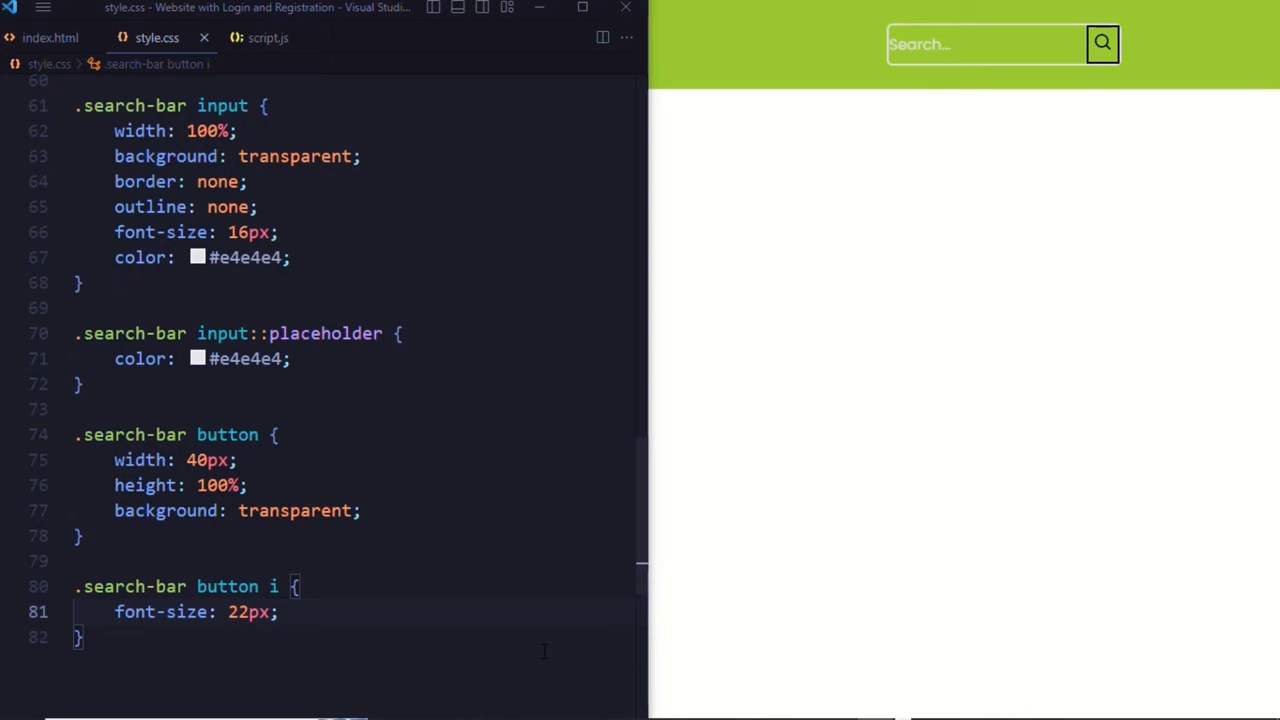 style.css - Website with Login and Registration - Visual Studi...
index.html
style.css
script.js
style.css > .search-bar button i
60
61 .search-bar input {
62 width: 100%;
63 background: transparent;
64 border: none;
65 outline: none;
66 font-size: 16px;
67 color: #e4e4e4;
68 }
69
70 .search-bar input::placeholder {
71 color: #e4e4e4;
72 }
73
74 .search-bar button {
75 width: 40px;
76 height: 100%;
77 background: transparent;
78 }
79
80 .search-bar button i {
81 font-size: 22px;
82 }
Search...